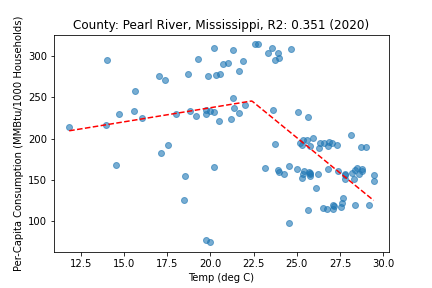 County: Pearl River, Mississippi, R2: 0.351 (2020)
Per-Capita Consumption (MMBtu/1000 Households)
300
250
200
150
100
12.5 15.0 17.5 20.0 22.5 25.0 27.5 30.0
Temp (deg C)